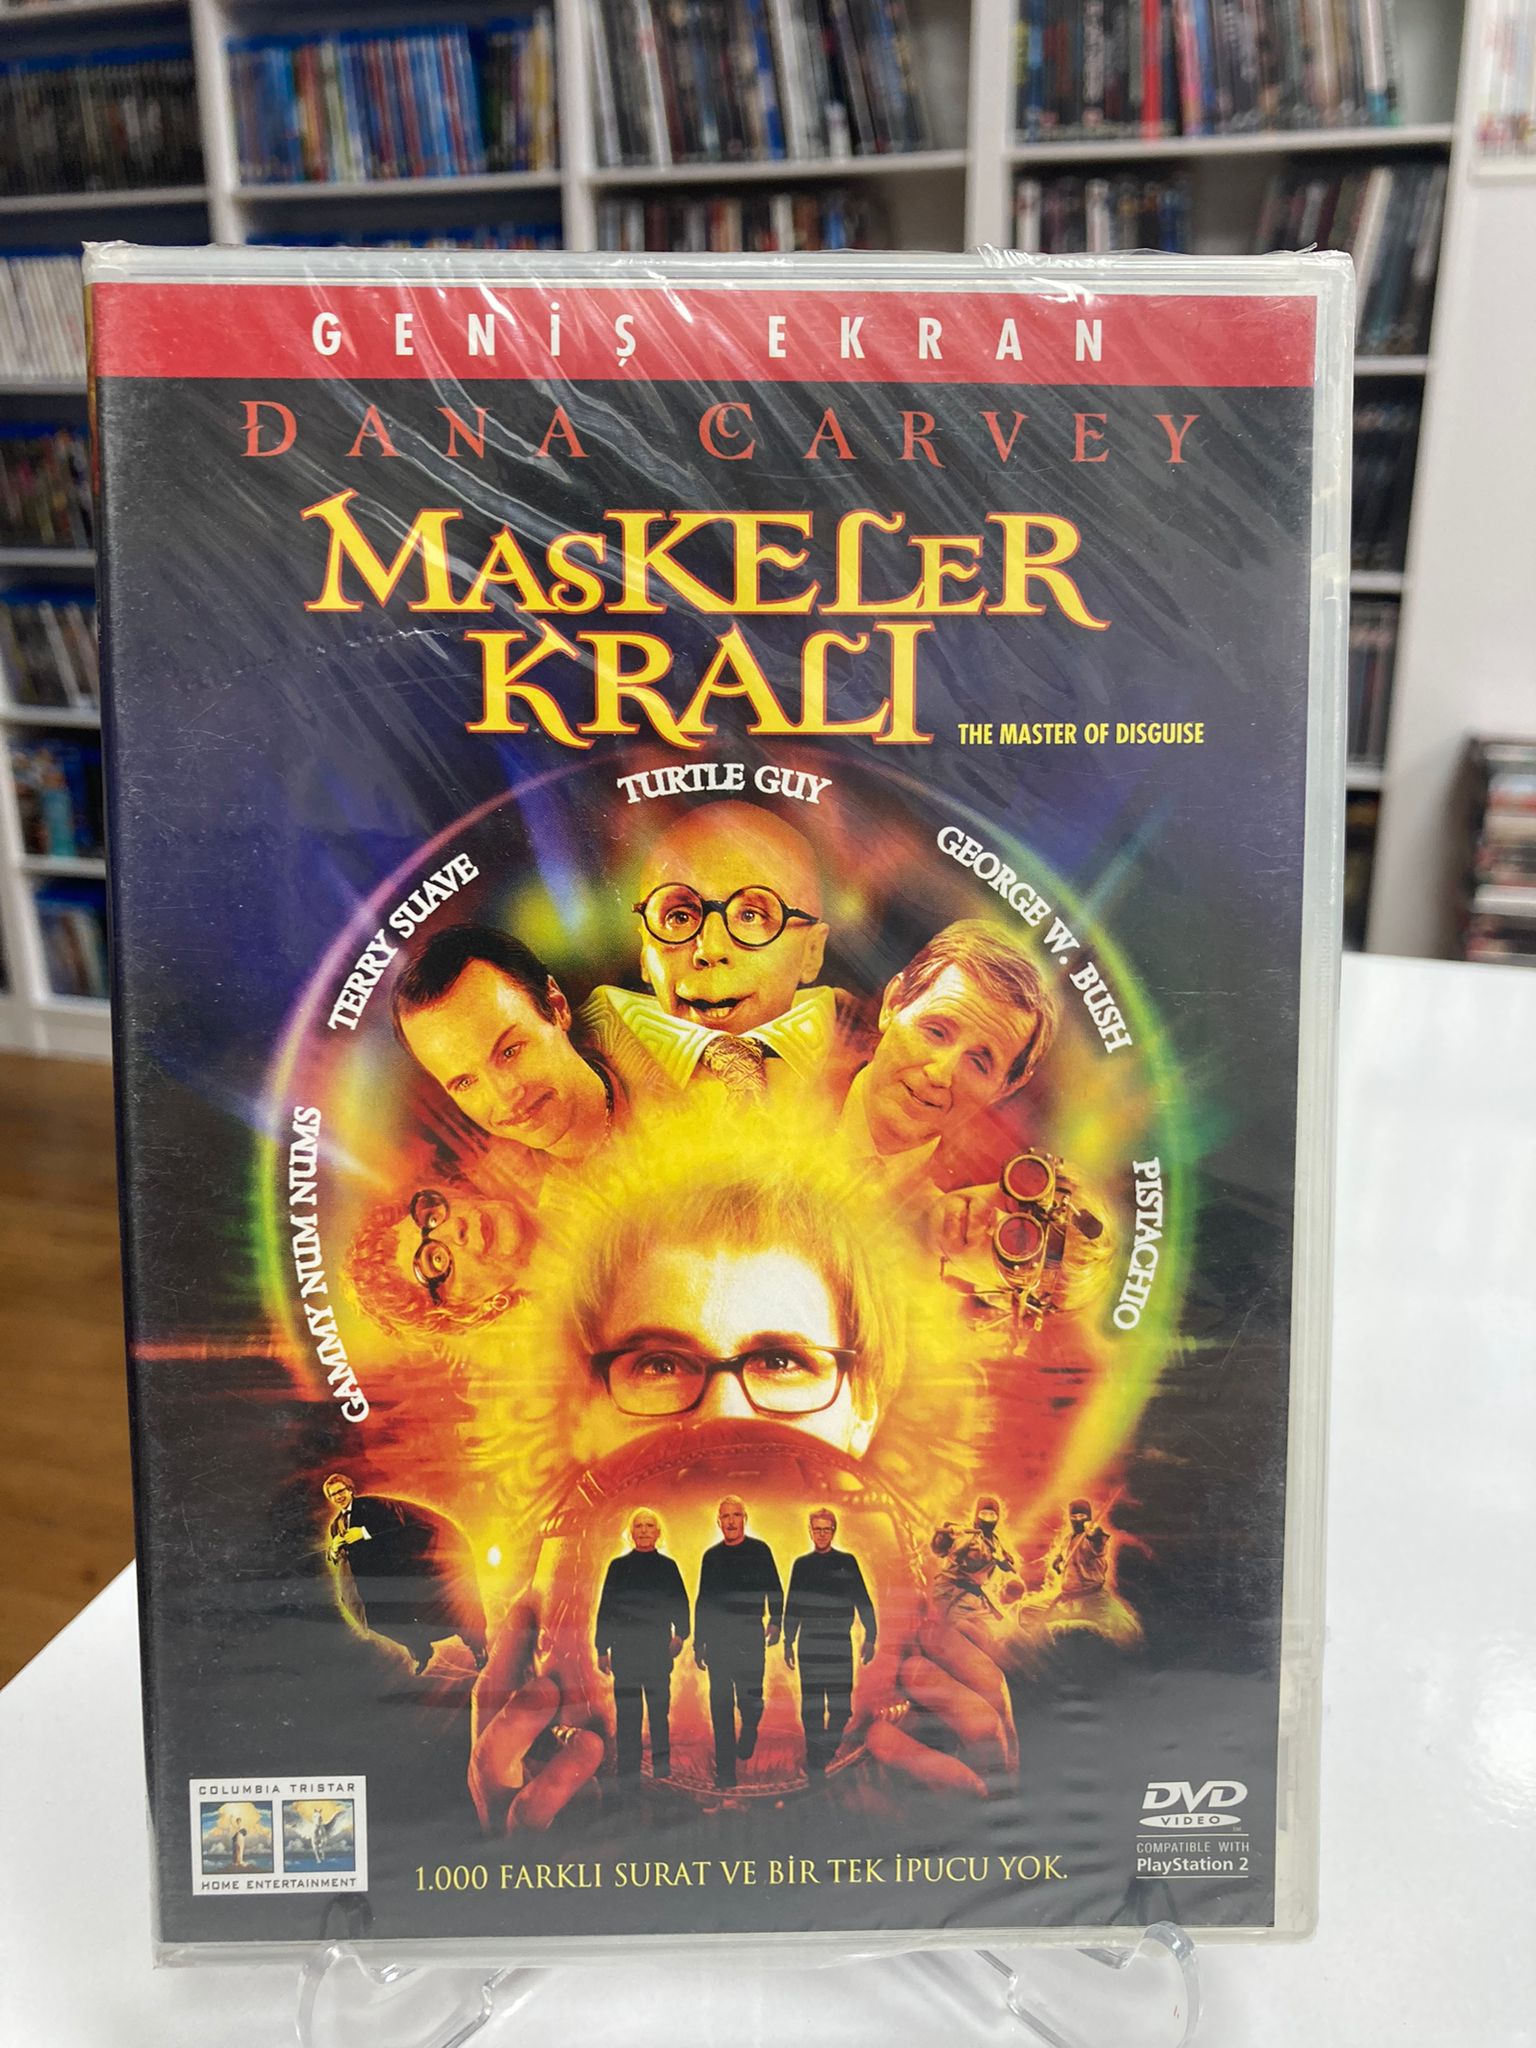 GENİŞ EKRAN
DANA CARVEY
MASKELER
KRALI
THE MASTER OF DISGUISE
TURTLE GUY
TERRY SUAVE
GEORGE W. BUSH
GAMMY NUM NUMS
PISTACHIO
COLUMBIA TRISTAR
HOME ENTERTAINMENT
DVD
VIDEO
TM
COMPATIBLE WITH
PlayStation 2
1.000 FARKLI SURAT VE BİR TEK İPUCU YOK.